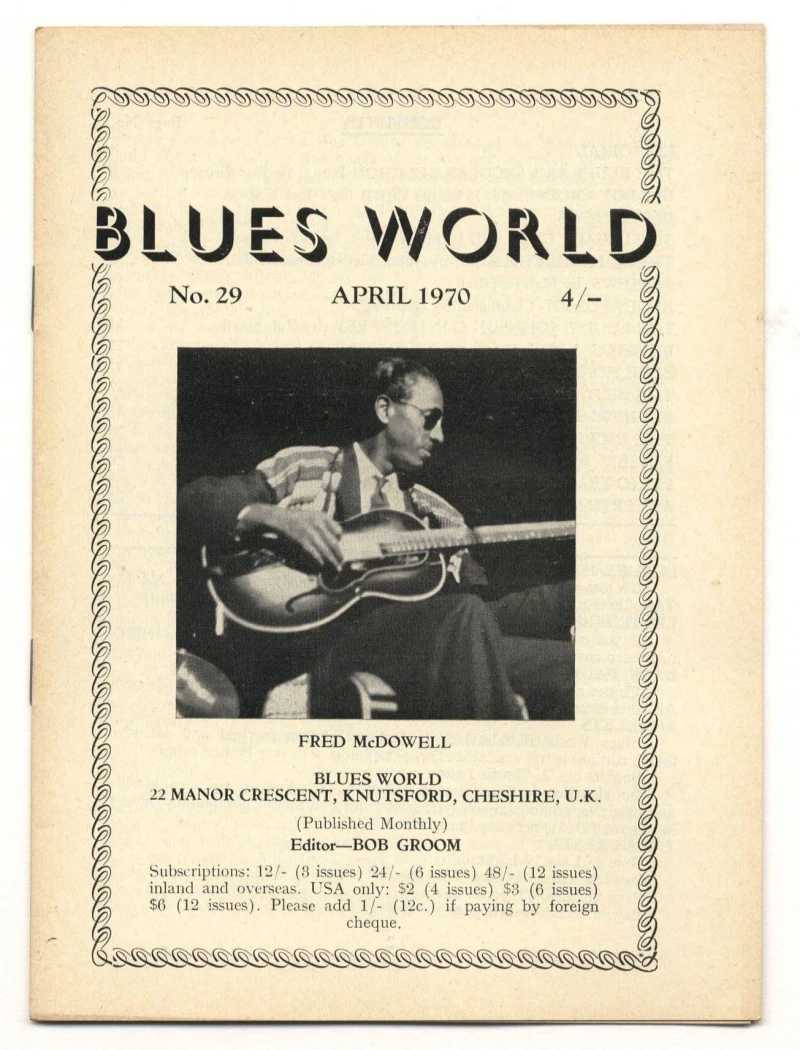 BLUES WORLD
No. 29 APRIL 1970 4/–
FRED McDOWELL
BLUES WORLD
22 MANOR CRESCENT, KNUTSFORD, CHESHIRE, U.K.
(Published Monthly)
Editor—BOB GROOM
Subscriptions: 12/- (3 issues) 24/- (6 issues) 48/- (12 issues)
inland and overseas. USA only: $2 (4 issues) $3 (6 issues)
$6 (12 issues). Please add 1/- (12c.) if paying by foreign
cheque.